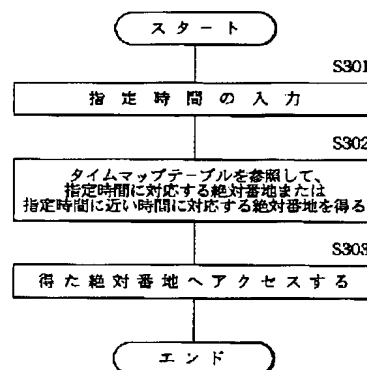 スタート
S301
指定時間の入力
S302
タイムマップテーブルを参照して、
指定時間に対応する絶対番地または
指定時間に近い時間に対応する絶対番地を得る
S303
得た絶対番地へアクセスする
エンド